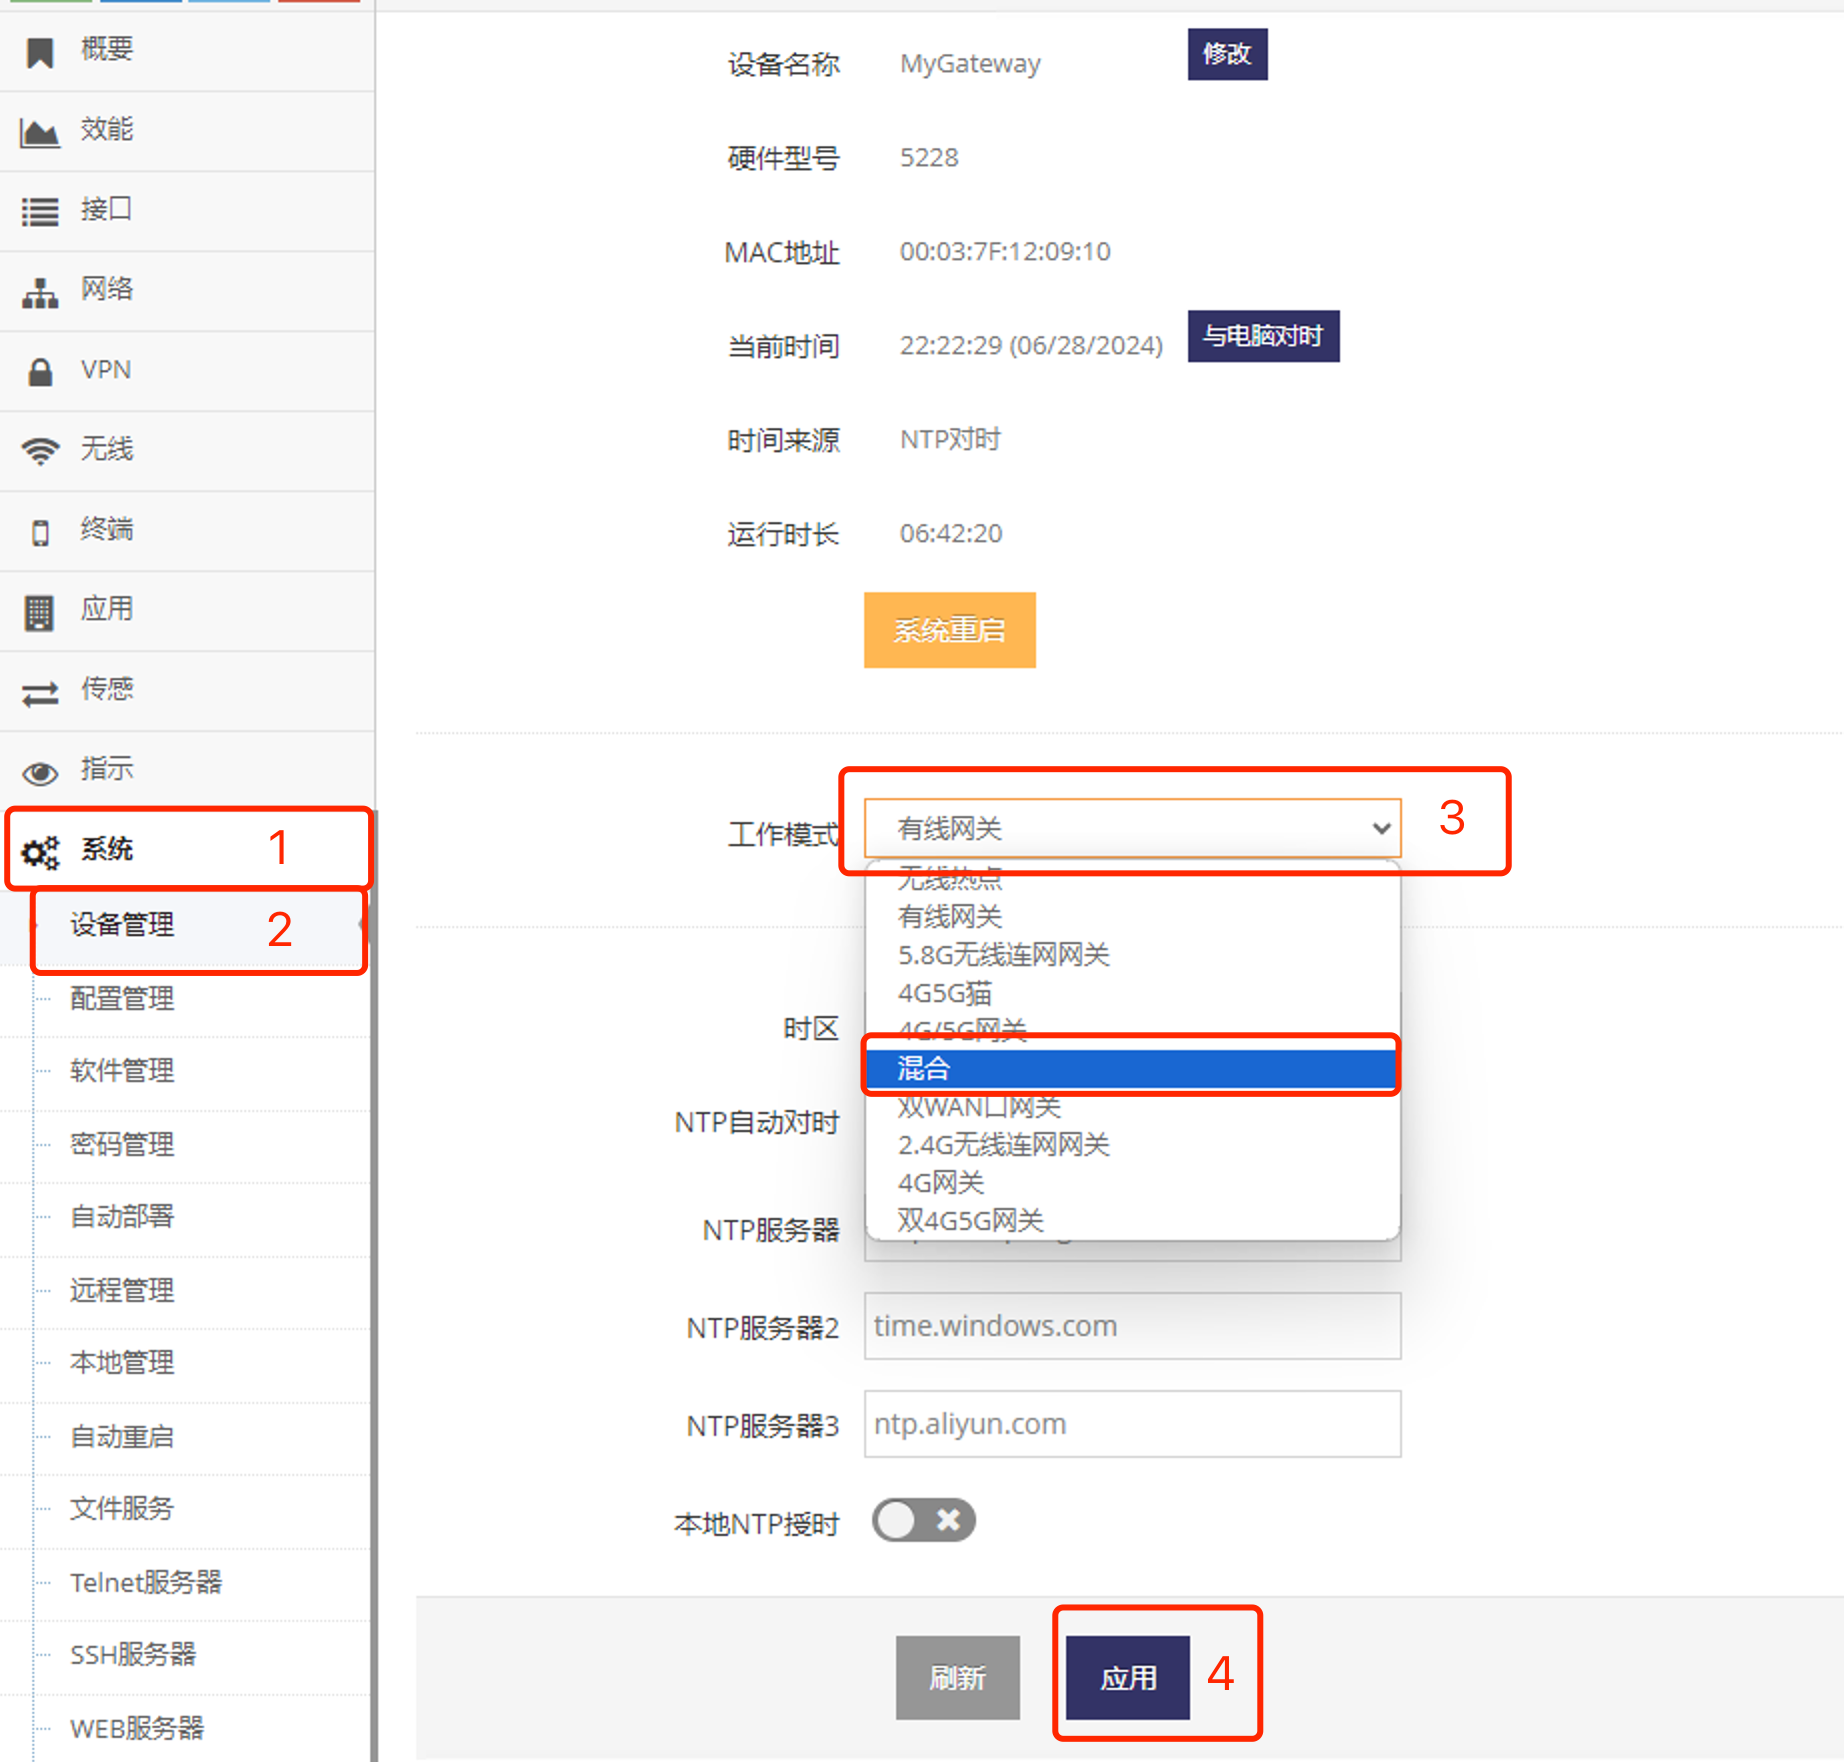 概要
效能
接口
网络
VPN
无线
终端
应用
传感
指示
系统 1
设备管理 2
配置管理
软件管理
密码管理
自动部署
远程管理
本地管理
自动重启
文件服务
Telnet服务器
SSH服务器
WEB服务器
设备名称 MyGateway 修改
硬件型号 5228
MAC地址 00:03:7F:12:09:10
当前时间 22:22:29 (06/28/2024) 与电脑对时
时间来源 NTP对时
运行时长 06:42:20
系统重启
工作模式 有线网关 3
无线热点
有线网关
5.8G无线连网网关
4G5G猫
时区 4G/5G网关
混合
NTP自动对时 双WAN口网关
2.4G无线连网网关
4G网关
NTP服务器 双4G5G网关
NTP服务器2 time.windows.com
NTP服务器3 ntp.aliyun.com
本地NTP授时
刷新 应用 4